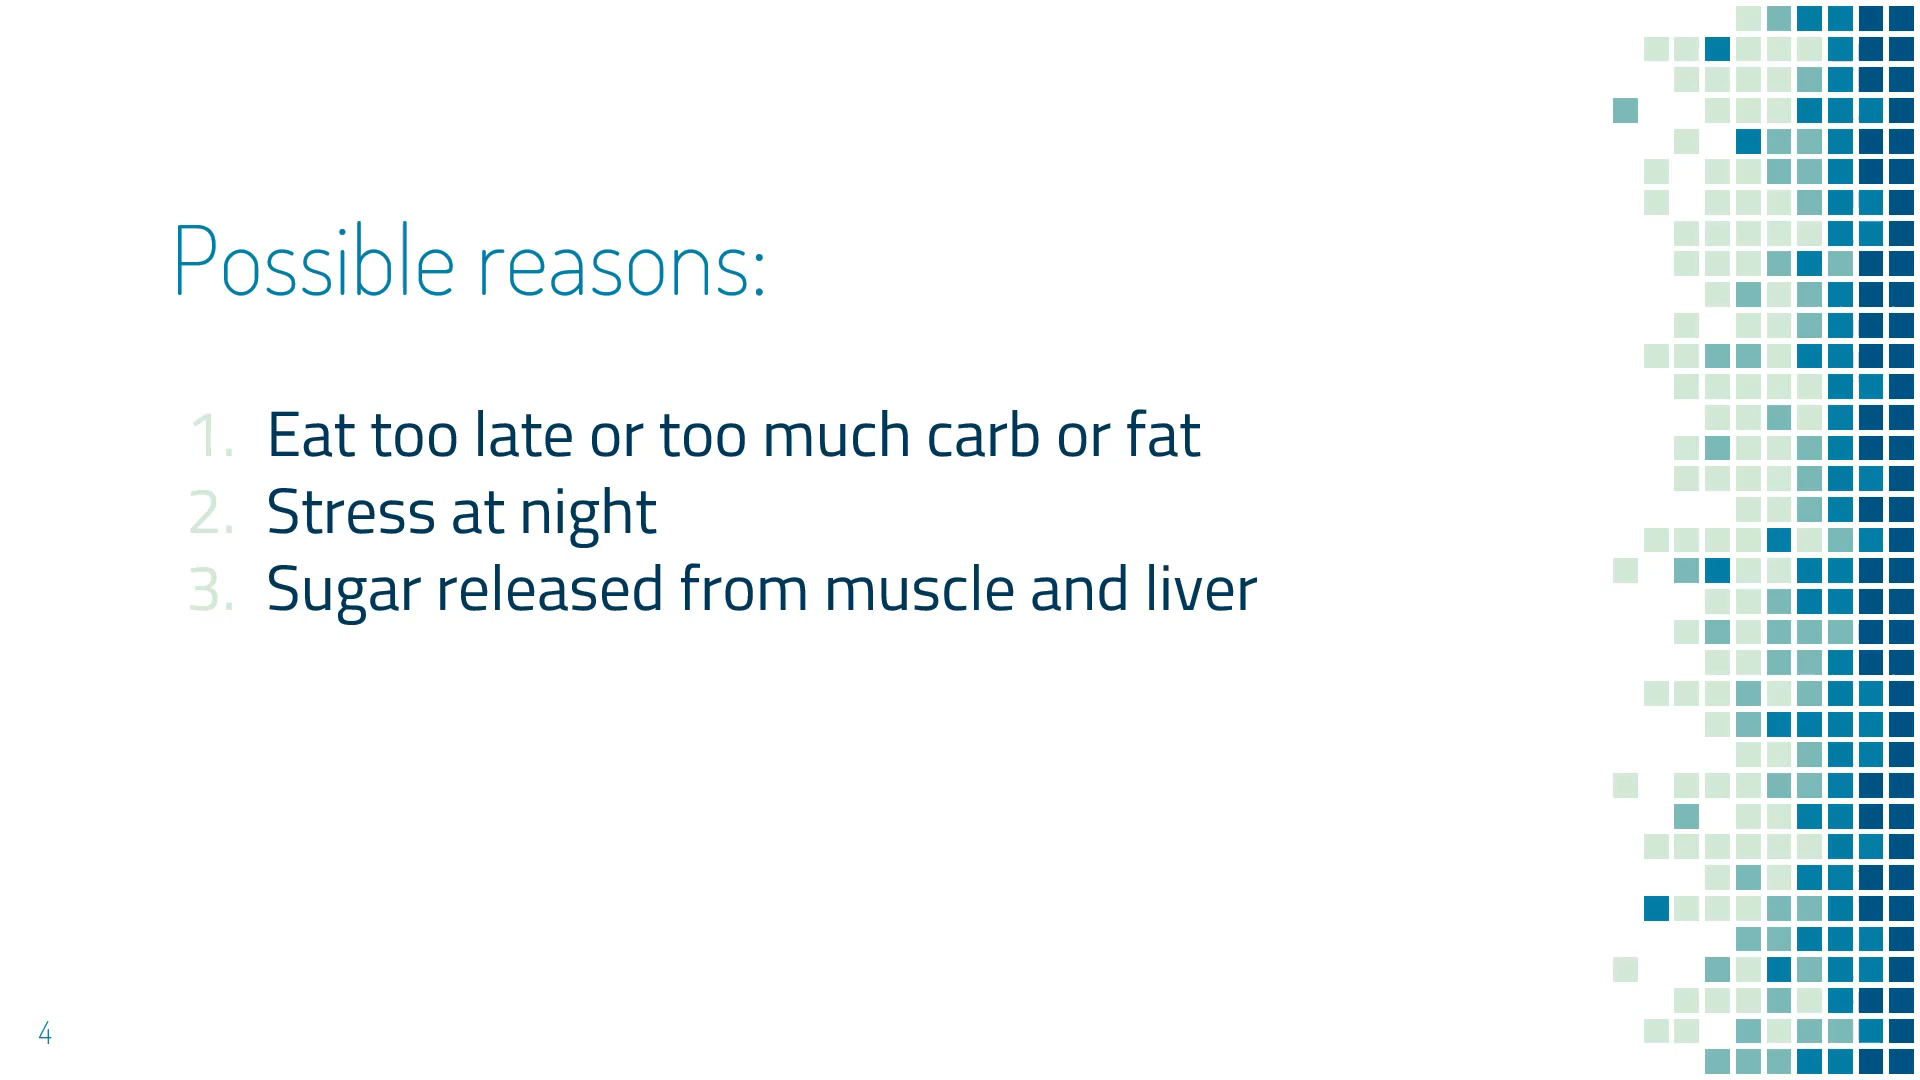 Possible reasons:
1. Eat too late or too much carb or fat
2. Stress at night
3. Sugar released from muscle and liver
4